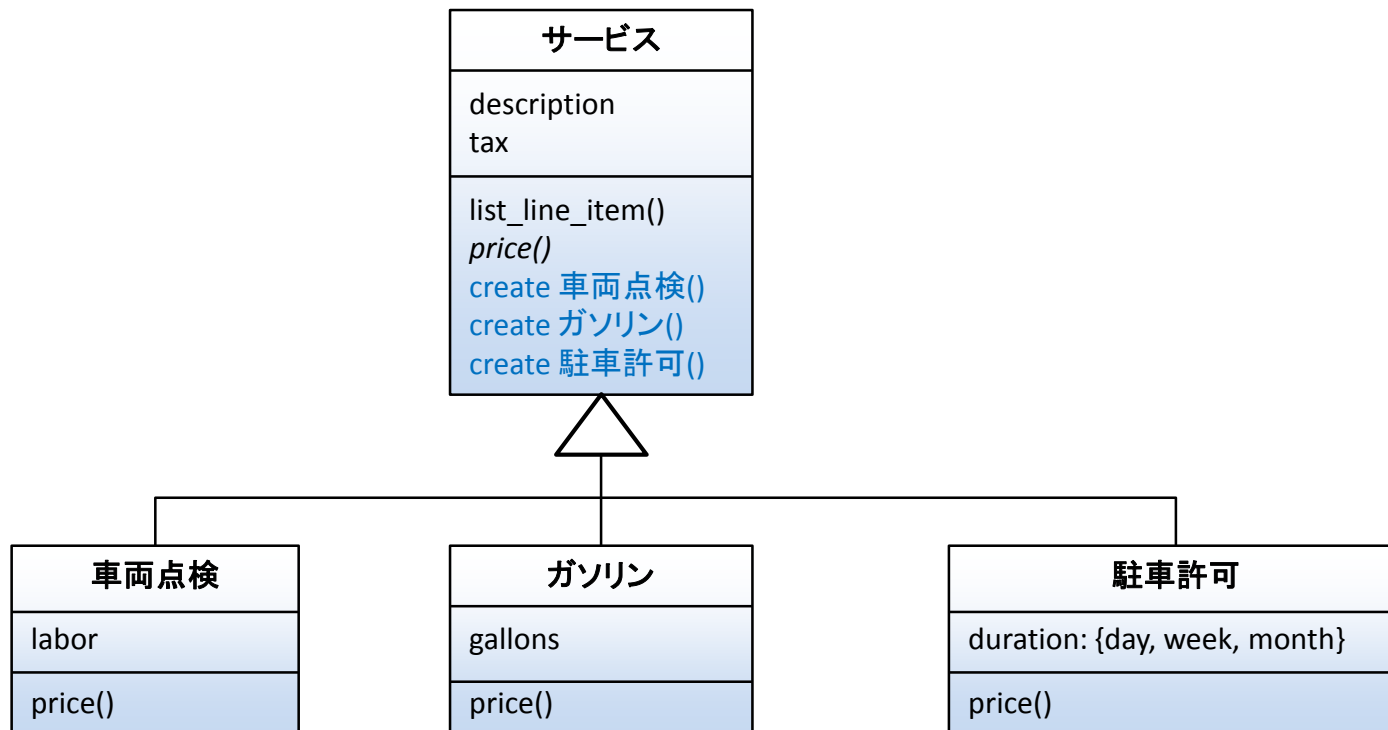 サービス
description
tax
list_line_item()
price()
create 車両点検()
create ガソリン()
create 駐車許可()
車両点検
labor
price()
ガソリン
gallons
price()
駐車許可
duration: {day, week, month}
price()